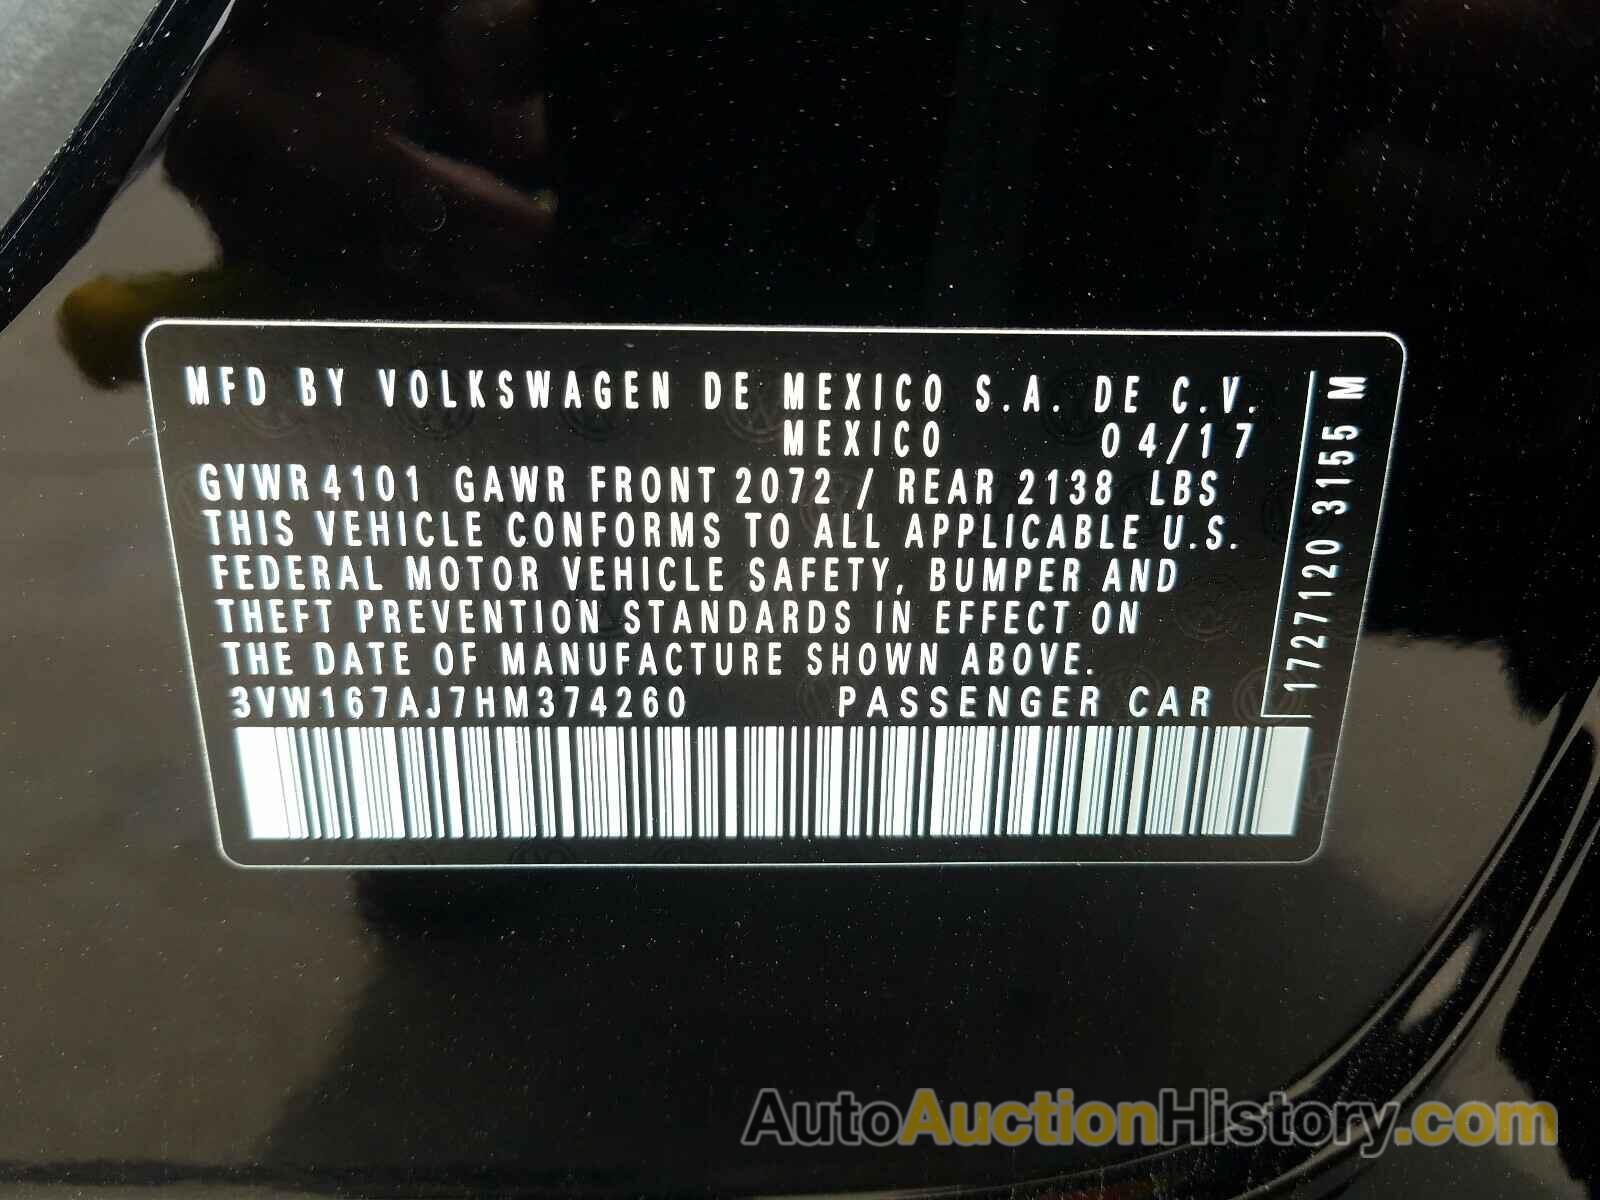 MFD BY VOLKSWAGEN DE MEXICO S.A. DE C.V.
MEXICO 04/17
GVWR 4101 GAWR FRONT 2072 / REAR 2138 LBS
THIS VEHICLE CONFORMS TO ALL APPLICABLE U.S.
FEDERAL MOTOR VEHICLE SAFETY, BUMPER AND
THEFT PREVENTION STANDARDS IN EFFECT ON
THE DATE OF MANUFACTURE SHOWN ABOVE.
3VW167AJ7HM374260 PASSENGER CAR
1727120 3155 M
AutoAuctionHistory.com